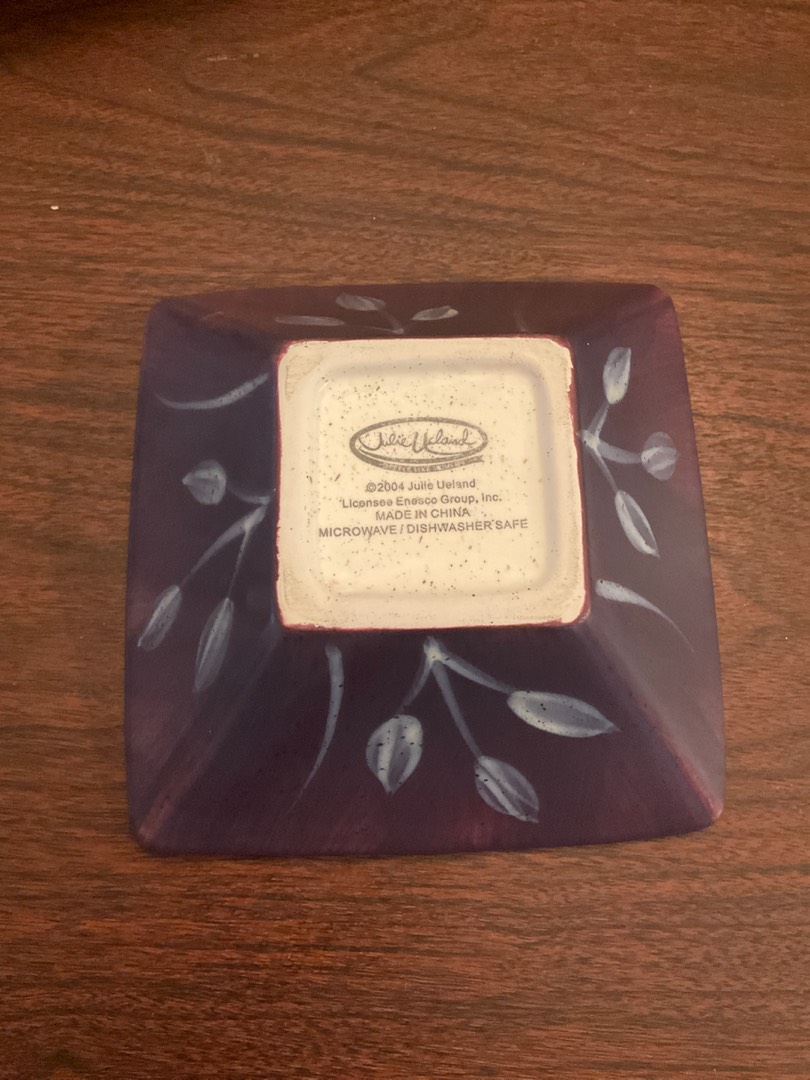 Julie Ueland
©2004 Julie Ueland
Licensee Enesco Group, Inc.
MADE IN CHINA
MICROWAVE / DISHWASHER SAFE